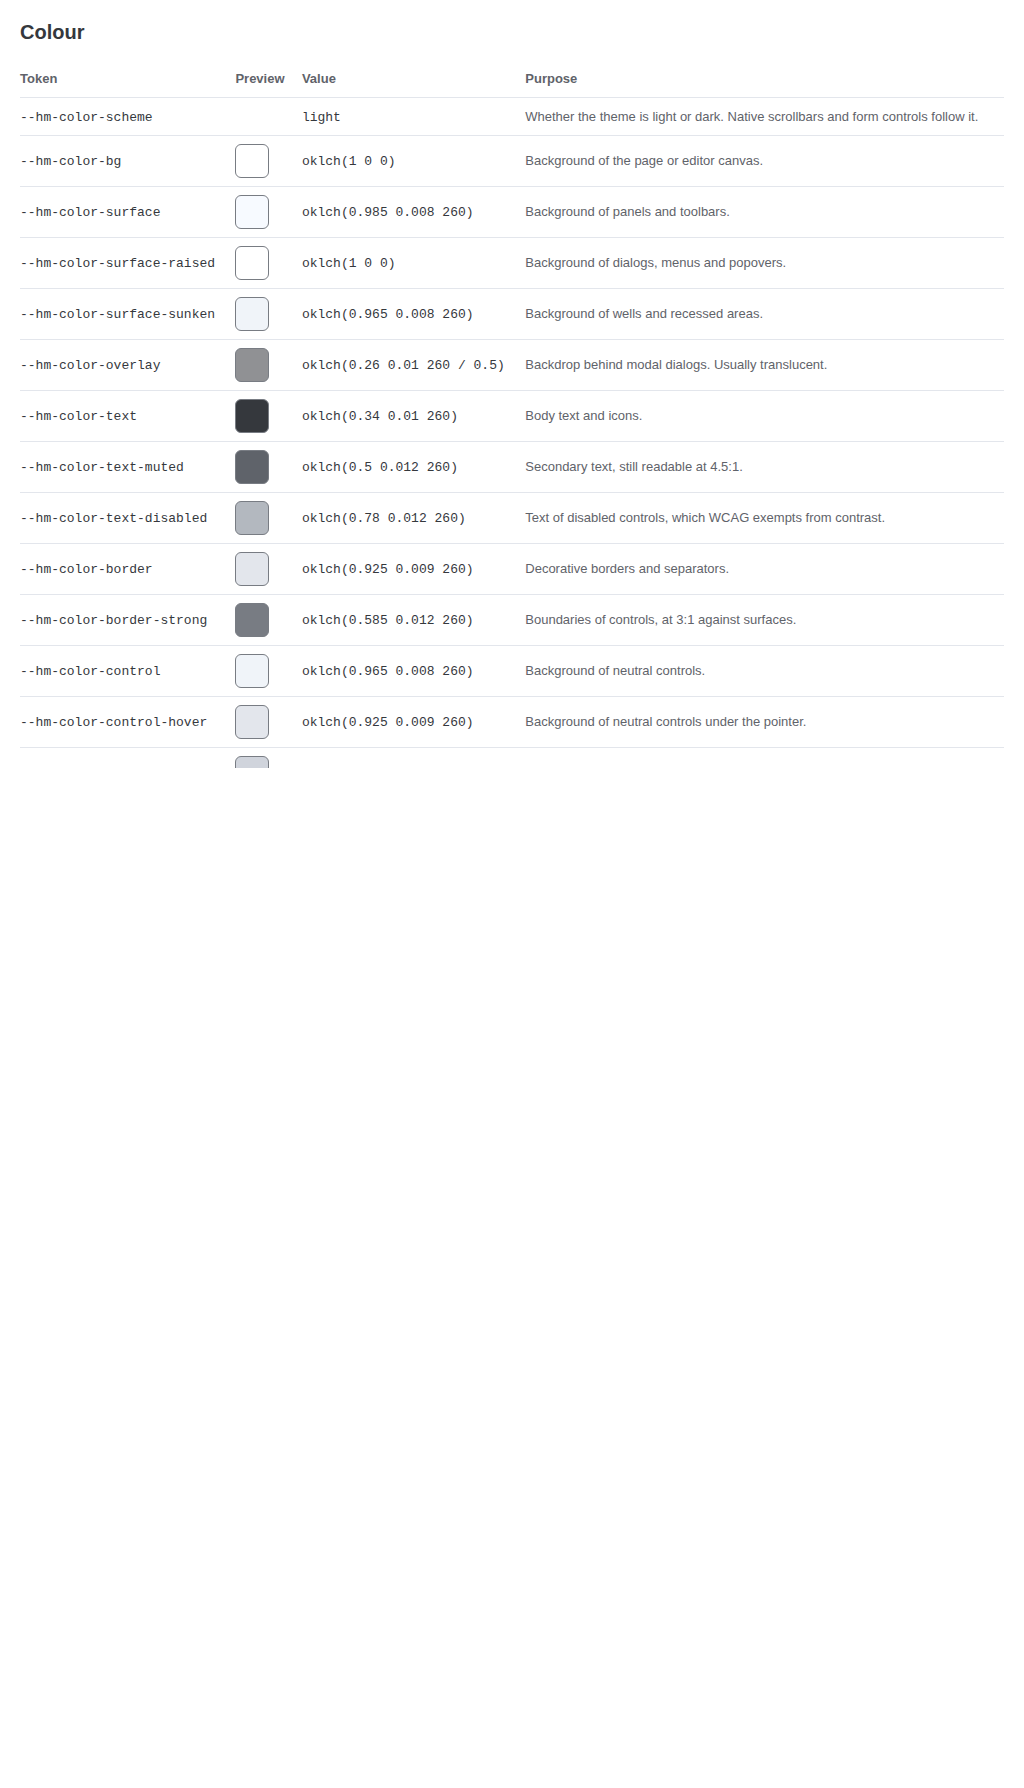 Colour
Token Preview Value Purpose
--hm-color-scheme light Whether the theme is light or dark. Native scrollbars and form controls follow it.
--hm-color-bg oklch(1 0 0) Background of the page or editor canvas.
--hm-color-surface oklch(0.985 0.008 260) Background of panels and toolbars.
--hm-color-surface-raised oklch(1 0 0) Background of dialogs, menus and popovers.
--hm-color-surface-sunken oklch(0.965 0.008 260) Background of wells and recessed areas.
--hm-color-overlay oklch(0.26 0.01 260 / 0.5) Backdrop behind modal dialogs. Usually translucent.
--hm-color-text oklch(0.34 0.01 260) Body text and icons.
--hm-color-text-muted oklch(0.5 0.012 260) Secondary text, still readable at 4.5:1.
--hm-color-text-disabled oklch(0.78 0.012 260) Text of disabled controls, which WCAG exempts from contrast.
--hm-color-border oklch(0.925 0.009 260) Decorative borders and separators.
--hm-color-border-strong oklch(0.585 0.012 260) Boundaries of controls, at 3:1 against surfaces.
--hm-color-control oklch(0.965 0.008 260) Background of neutral controls.
--hm-color-control-hover oklch(0.925 0.009 260) Background of neutral controls under the pointer.